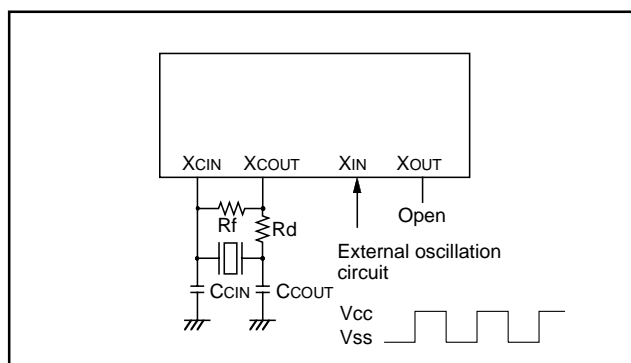 XCIN XCOUT XIN XOUT
Rf Rd
Open
External oscillation
circuit
CCIN CCOUT
Vcc
Vss